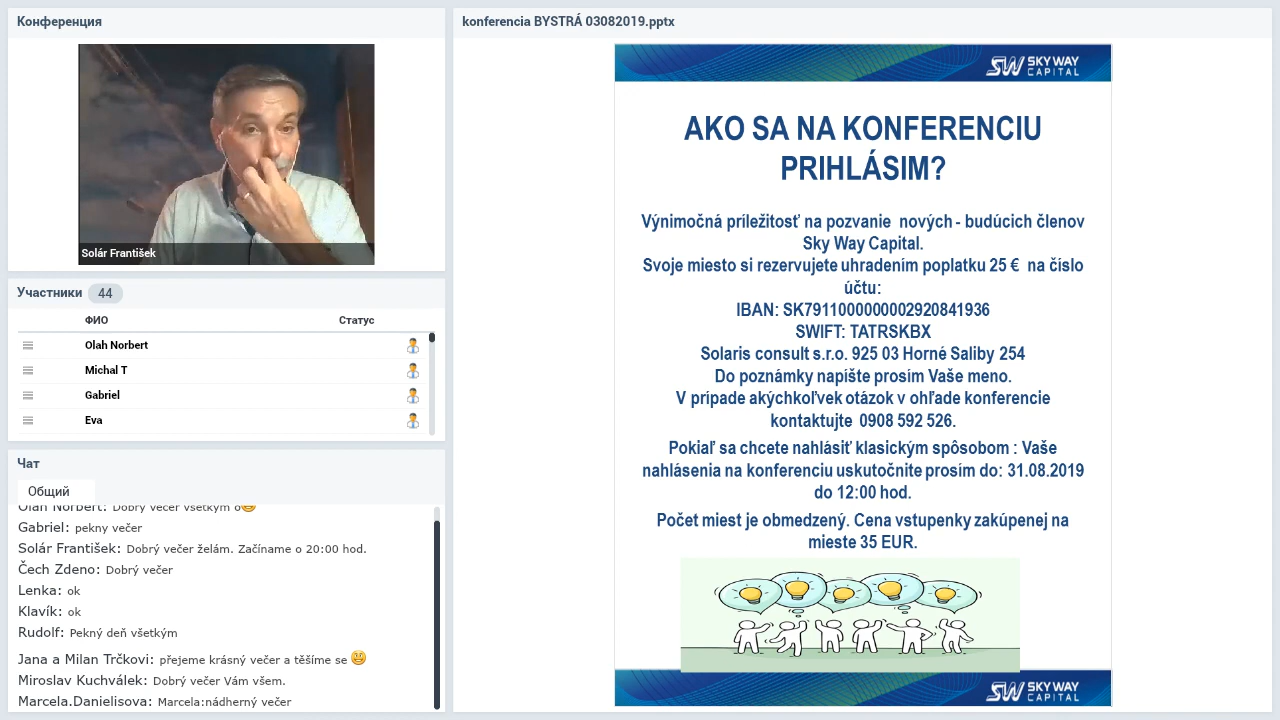 Конференция
Solár František
Участники 44
ФИО Статус
Olah Norbert
Michal T
Gabriel
Eva
Чат
Общий
Olah Norbert: Dobrý večer všetkým o
Gabriel: pekny večer
Solár František: Dobrý večer želám. Začíname o 20:00 hod.
Čech Zdeno: Dobrý večer
Lenka: ok
Klavík: ok
Rudolf: Pekný deň všetkým
Jana a Milan Trčkovi: přejeme krásný večer a těšíme se
Miroslav Kuchválek: Dobrý večer Vám všem.
Marcela.Danielisova: Marcela:nádherný večer
konferencia BYSTRÁ 03082019.pptx
SW SKY WAY
CAPITAL
AKO SA NA KONFERENCIU
PRIHLÁSIM?
Výnimočná príležitosť na pozvanie nových - budúcich členov
Sky Way Capital.
Svoje miesto si rezervujete uhradením poplatku 25 € na číslo
účtu:
IBAN: SK7911000000002920841936
SWIFT: TATRSKBX
Solaris consult s.r.o. 925 03 Horné Saliby 254
Do poznámky napíšte prosím Vaše meno.
V prípade akýchkoľvek otázok v ohľade konferencie
kontaktujte 0908 592 526.
Pokiaľ sa chcete nahlásiť klasickým spôsobom : Vaše
nahlásenia na konferenciu uskutočnite prosím do: 31.08.2019
do 12:00 hod.
Počet miest je obmedzený. Cena vstupenky zakúpenej na
mieste 35 EUR.
SW SKY WAY
CAPITAL